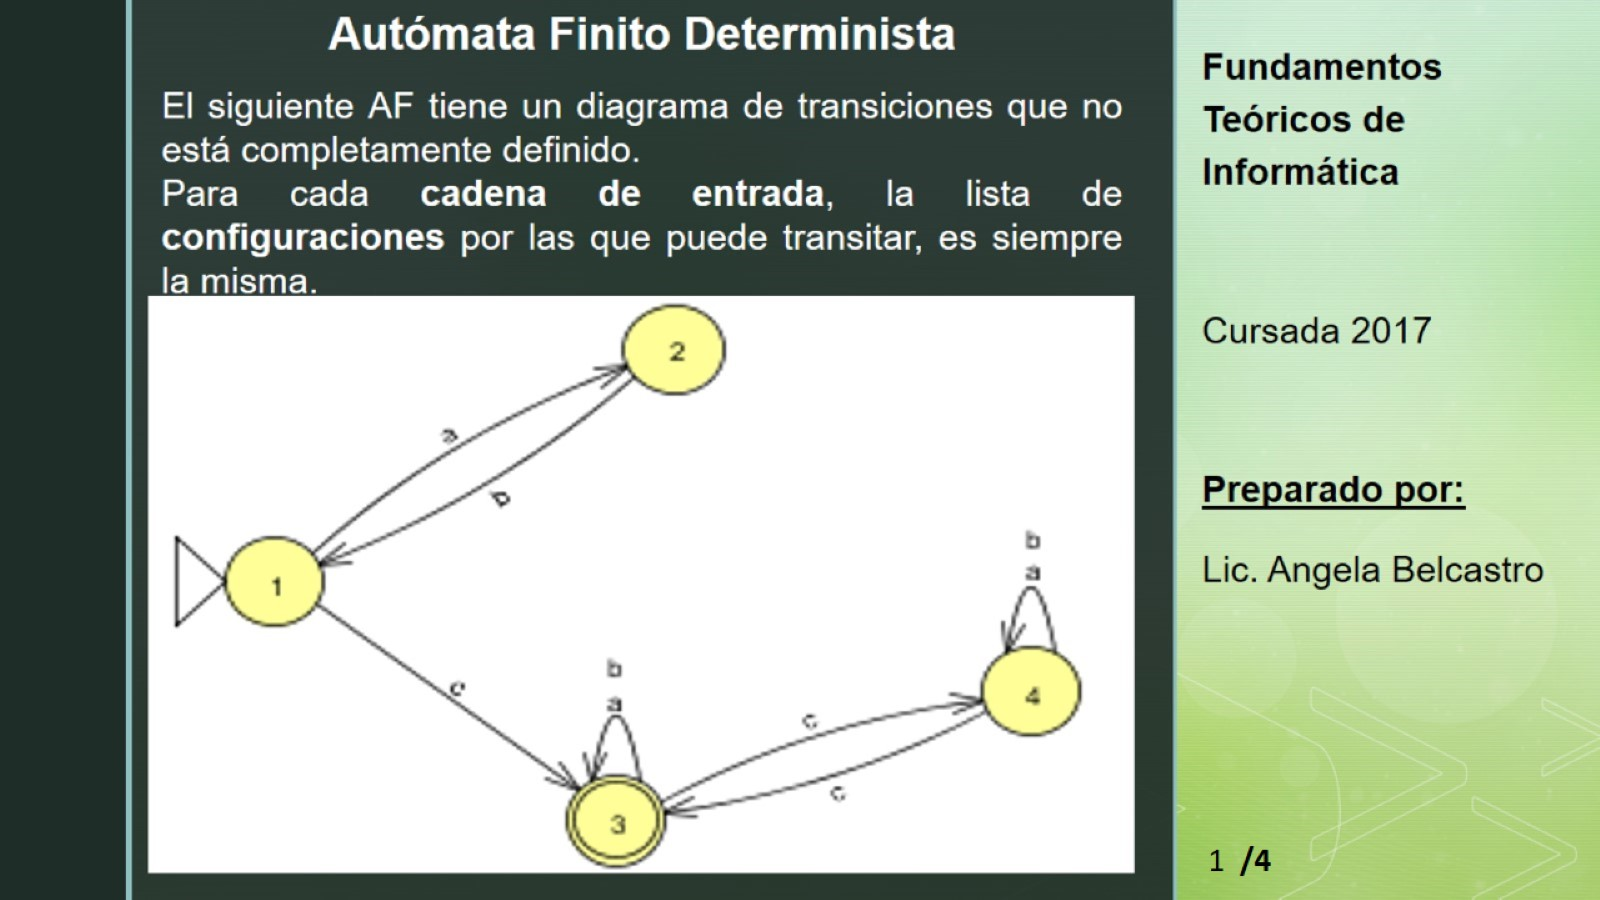 Autómata Finito Determinista
El siguiente AF tiene un diagrama de transiciones que no
está completamente definido.
Para cada cadena de entrada, la lista de
configuraciones por las que puede transitar, es siempre
la misma.
2
a
b
1
c
b
a
3
c
c
b
a
4
Fundamentos
Teóricos de
Informática
Cursada 2017
Preparado por:
Lic. Angela Belcastro
1 /4